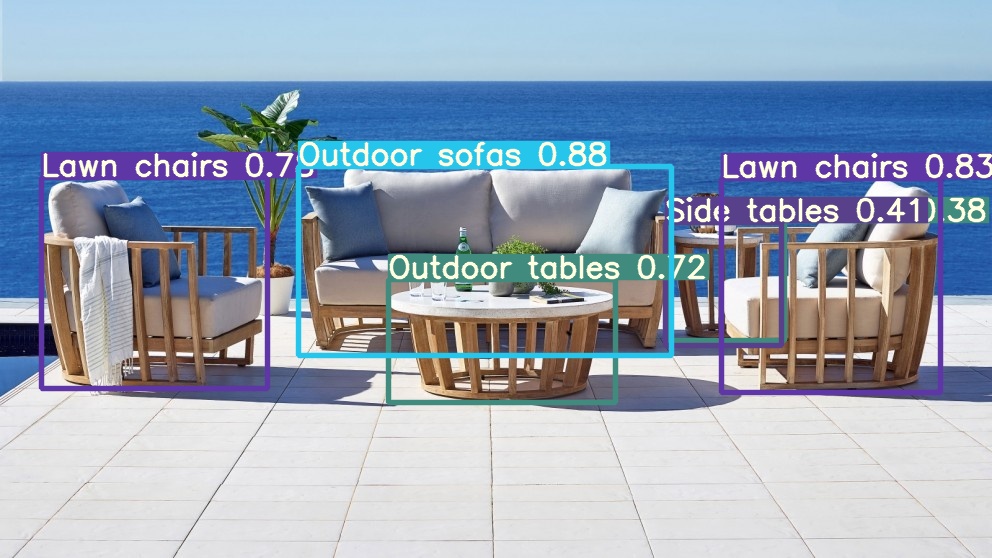 Outdoor sofas 0.88
Lawn chairs 0.7
Lawn chairs 0.83
Side tables 0.41
.38
Outdoor tables 0.72